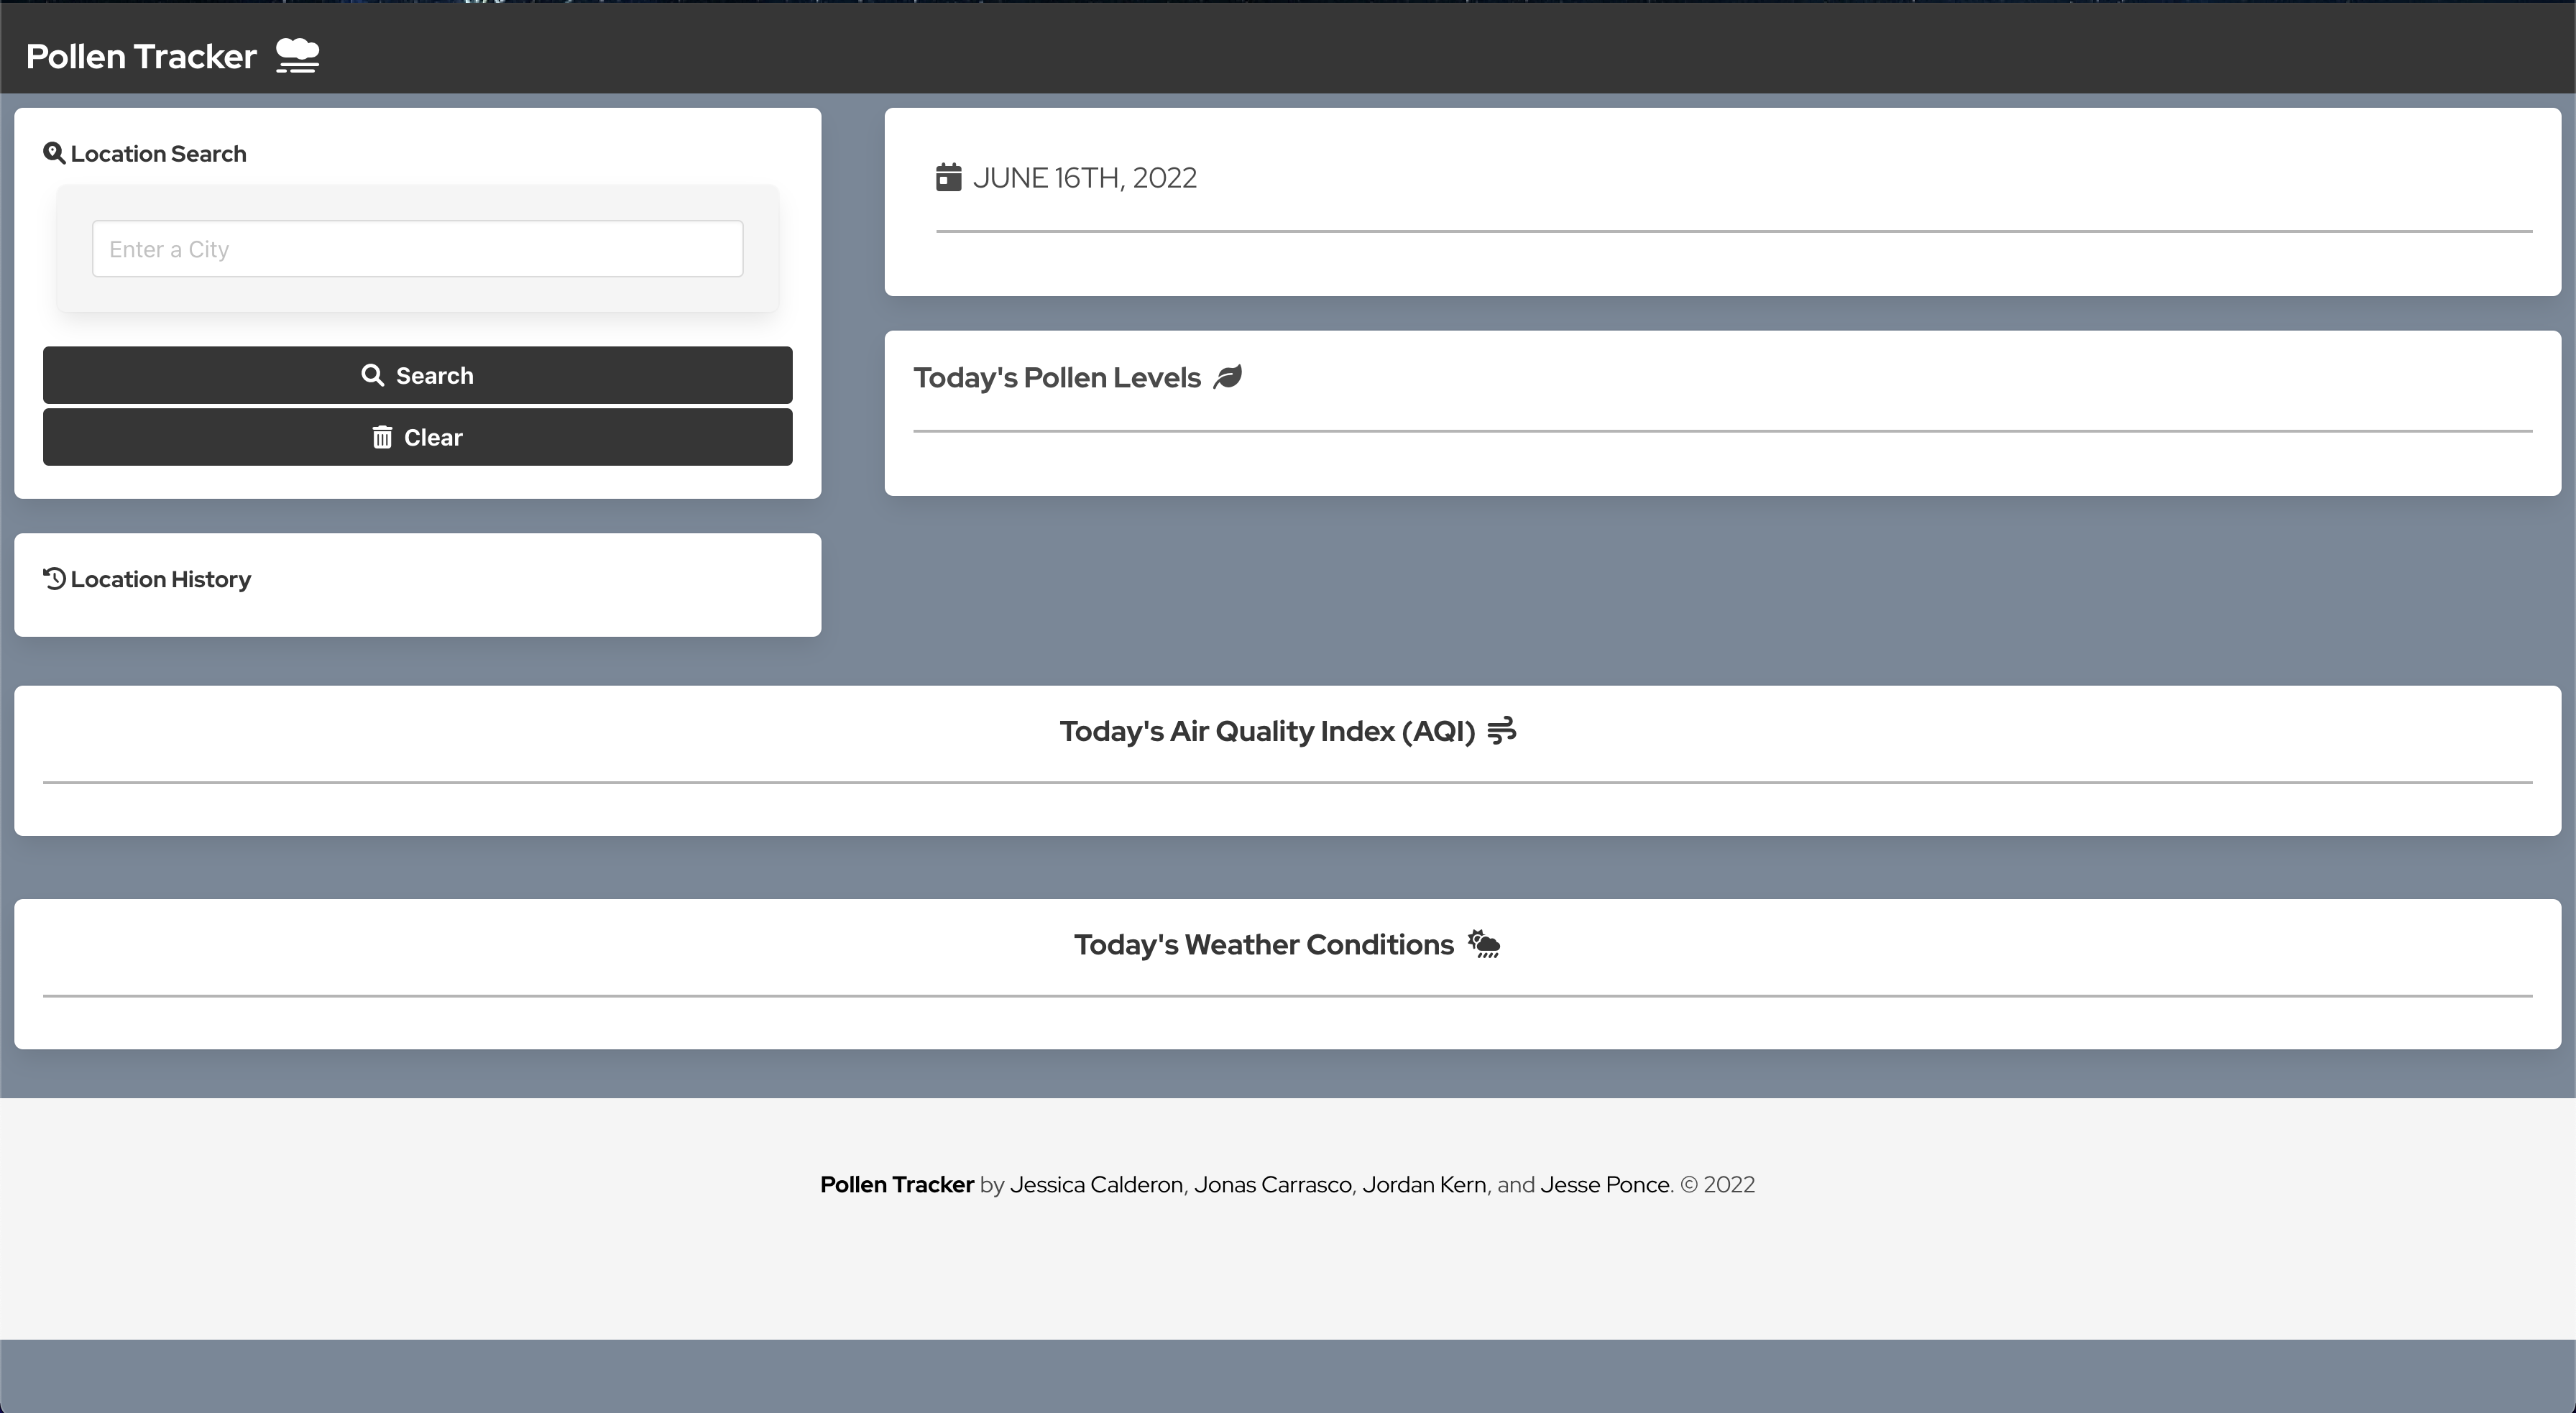 Pollen Tracker
Location Search
Enter a City
Search
Clear
Location History
JUNE 16TH, 2022
Today's Pollen Levels
Today's Air Quality Index (AQI)
Today's Weather Conditions
Pollen Tracker by Jessica Calderon, Jonas Carrasco, Jordan Kern, and Jesse Ponce. © 2022